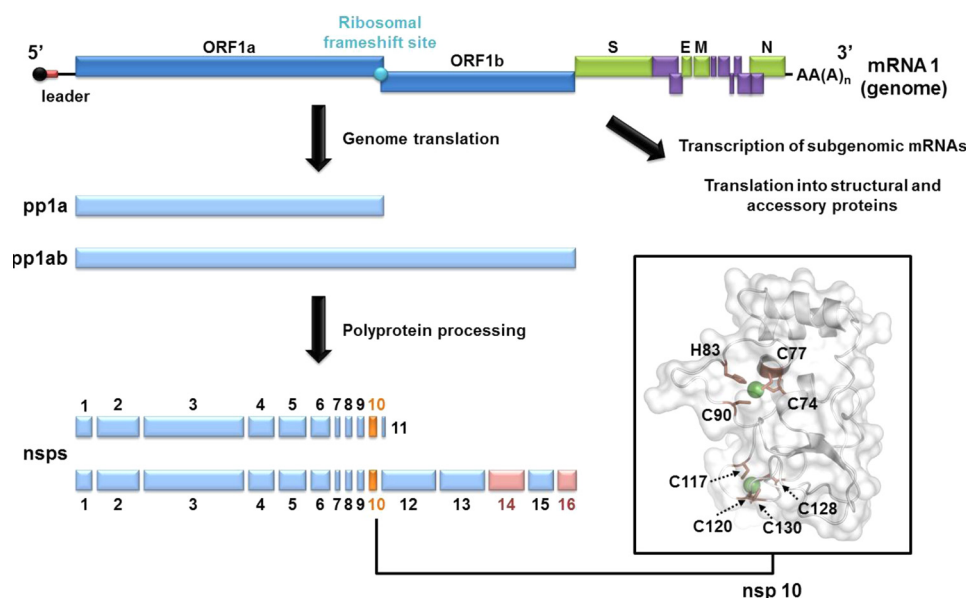 Ribosomal
frameshift site
5’ ORF1a ORF1b S E M N 3’
leader
AA(A)n
mRNA 1
(genome)
Genome translation
Transcription of subgenomic mRNAs
Translation into structural and
accessory proteins
pp1a
pp1ab
Polyprotein processing
nsps
1 2 3 4 5 6 7 8 9 10
11
1 2 3 4 5 6 7 8 9 10 12 13 14 15 16
H83
C77
C90
C74
C117
C128
C120
C130
nsp 10